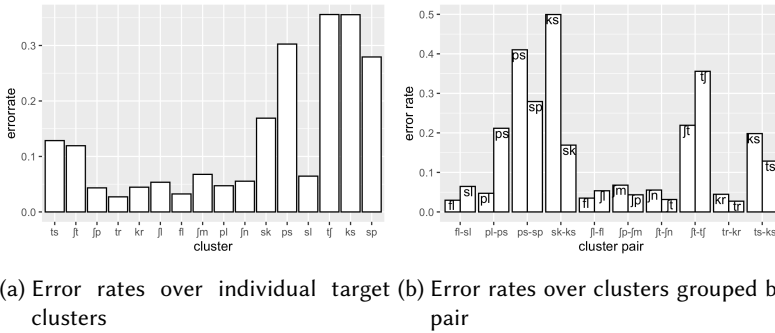 0.3
0.2
0.1
0.0
errorrate
ts ʃt ʃp tr kr ʃl fl ʃm pl ʃn sk ps sl tʃ ks sp
cluster
(a) Error rates over individual target
clusters
0.5
0.4
0.3
0.2
0.1
0.0
error rate
fl sl pl ps ps sp ks sk fl ʃl ʃm ʃp ʃn ʃt ʃt tʃ kr tr ks ts
fl-sl pl-ps ps-sp sk-ks ʃl-fl ʃp-ʃm ʃt-ʃn ʃt-tʃ tr-kr ts-ks
cluster pair
(b) Error rates over clusters grouped b
pair